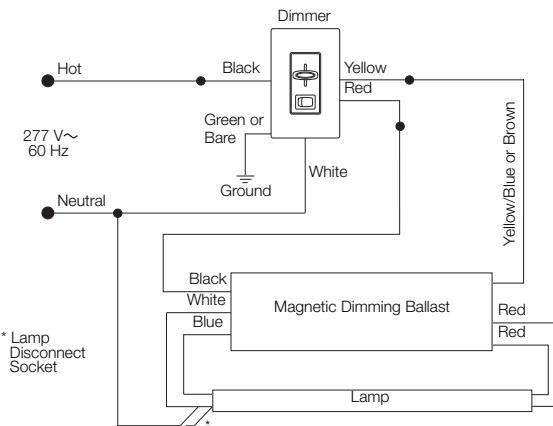 Dimmer
Hot
Black
Yellow
Red
Green or
Bare
277 V~
60 Hz
Ground
White
Yellow/Blue or Brown
Neutral
Black
White
Blue
Magnetic Dimming Ballast
Red
Red
* Lamp
Disconnect
Socket
Lamp
*